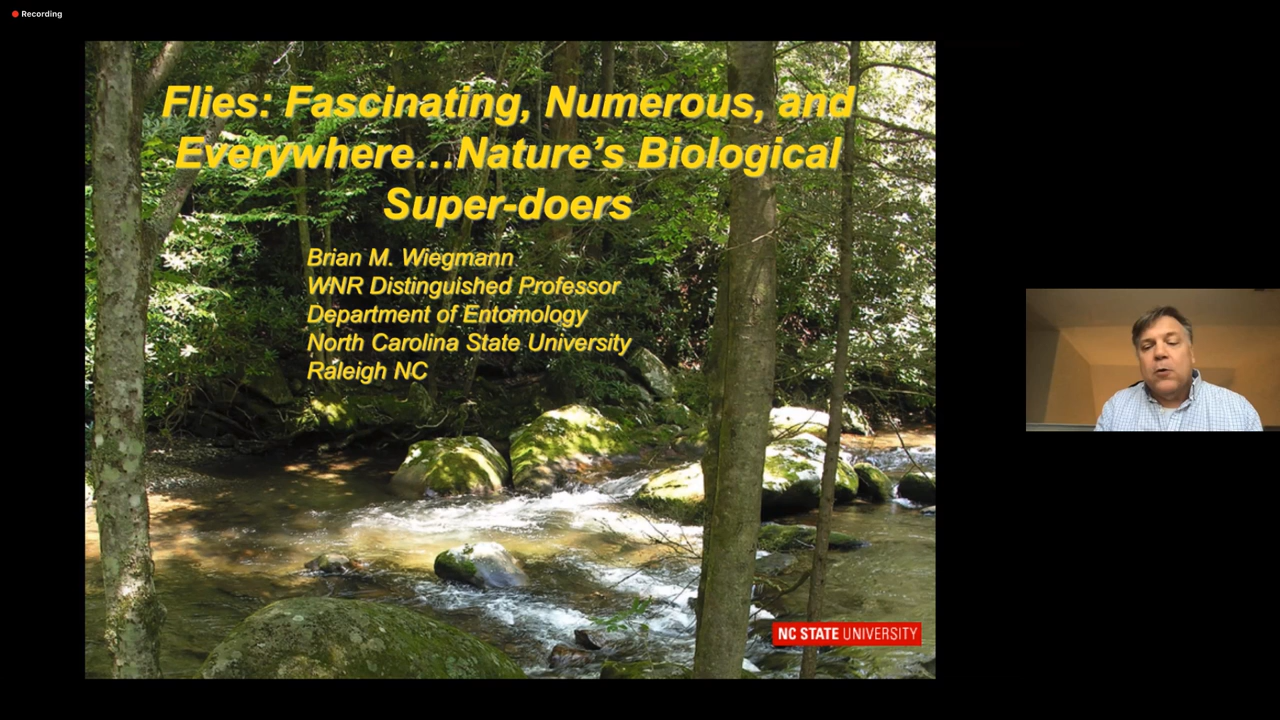 Recording
Flies: Fascinating, Numerous, and
Everywhere...Nature's Biological
Super-doers
Brian M. Wiegmann
WNR Distinguished Professor
Department of Entomology
North Carolina State University
Raleigh NC
NC STATE UNIVERSITY